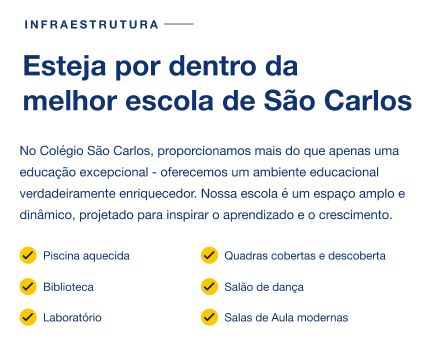 INFRAESTRUTURA
Esteja por dentro da
melhor escola de São Carlos
No Colégio São Carlos, proporcionamos mais do que apenas uma
educação excepcional - oferecemos um ambiente educacional
verdadeiramente enriquecedor. Nossa escola é um espaço amplo e
dinâmico, projetado para inspirar o aprendizado e o crescimento.
Piscina aquecida
Quadras cobertas e descoberta
Biblioteca
Salão de dança
Laboratório
Salas de Aula modernas